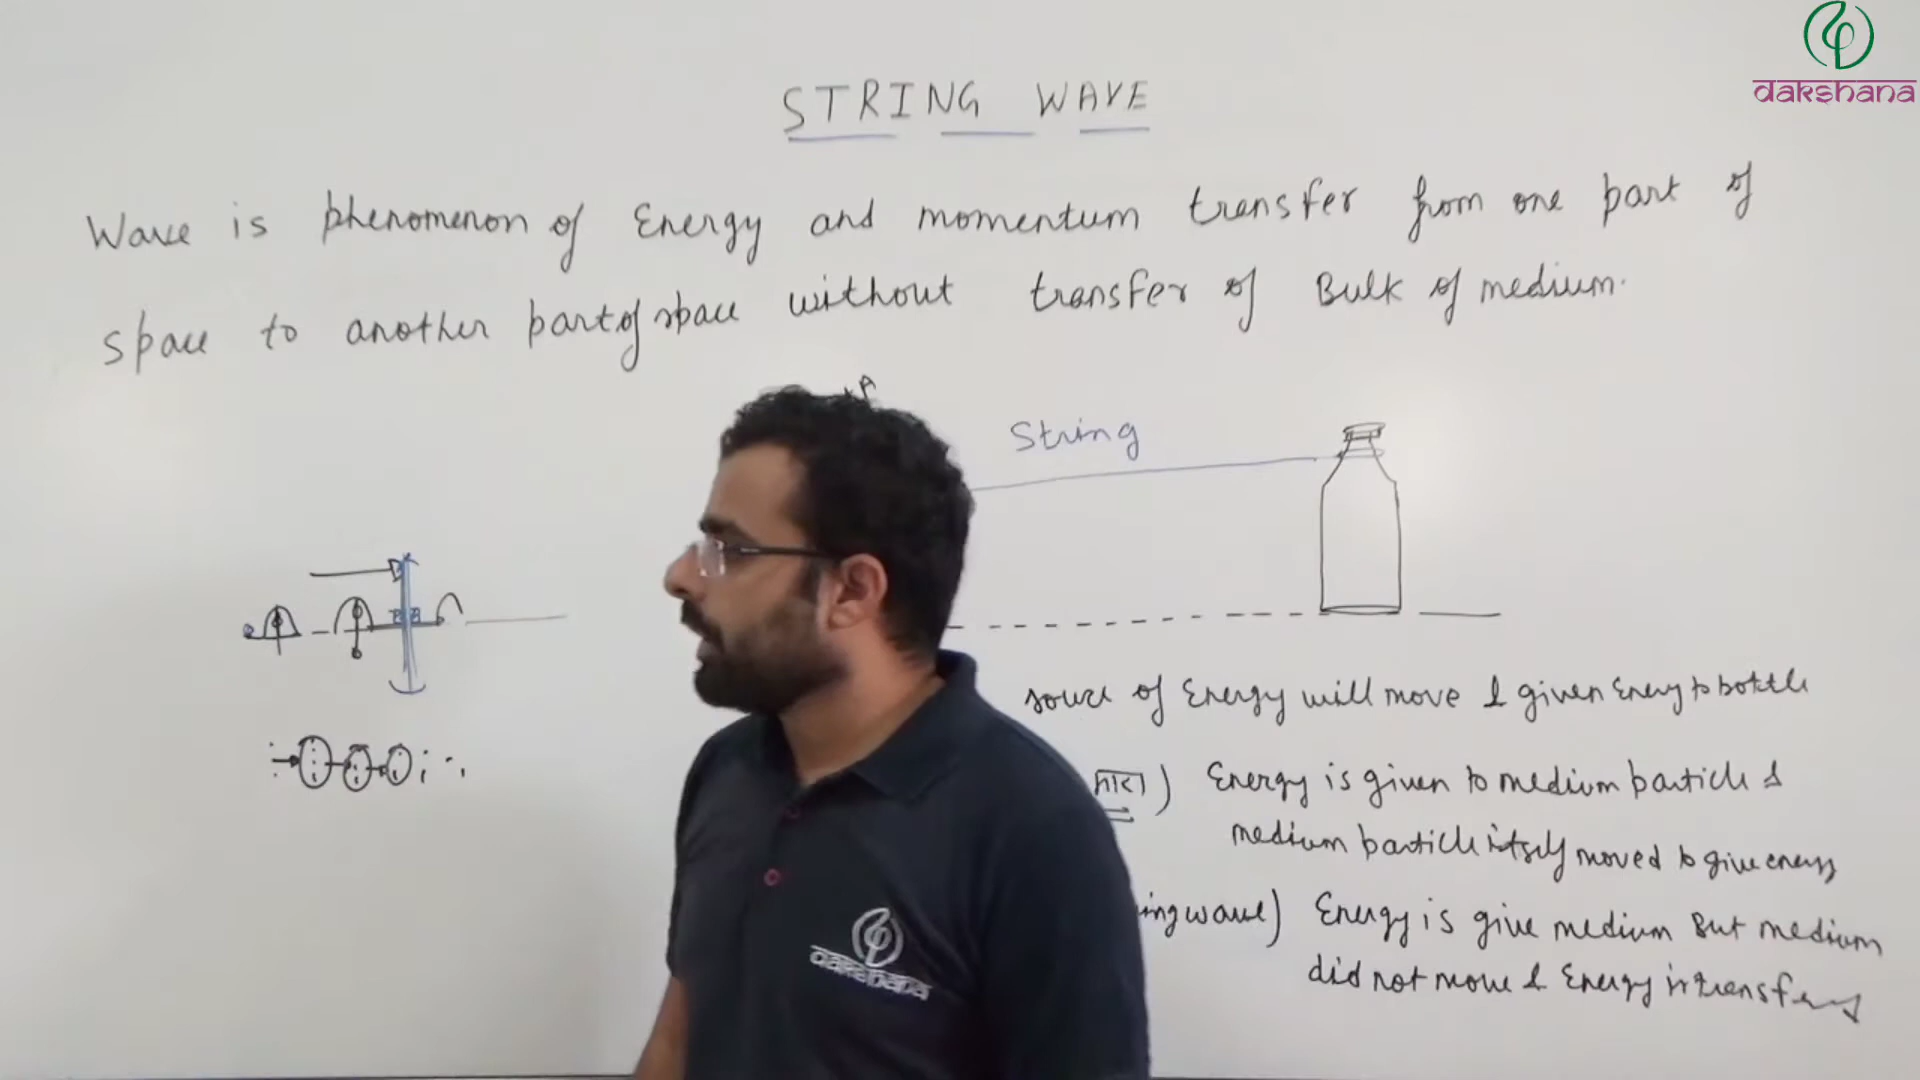 dakshana
STRING WAVE
Wave is phenomenon of Energy and momentum transfer from one part of
space to another part of space without transfer of Bulk of medium.
A
String
source of Energy will move & given Energy to bottle
मारा) Energy is given to medium particle &
medium particle itself moved to give energy
ing wave) Energy is give medium But medium
did not move & Energy is transfer
dakshana